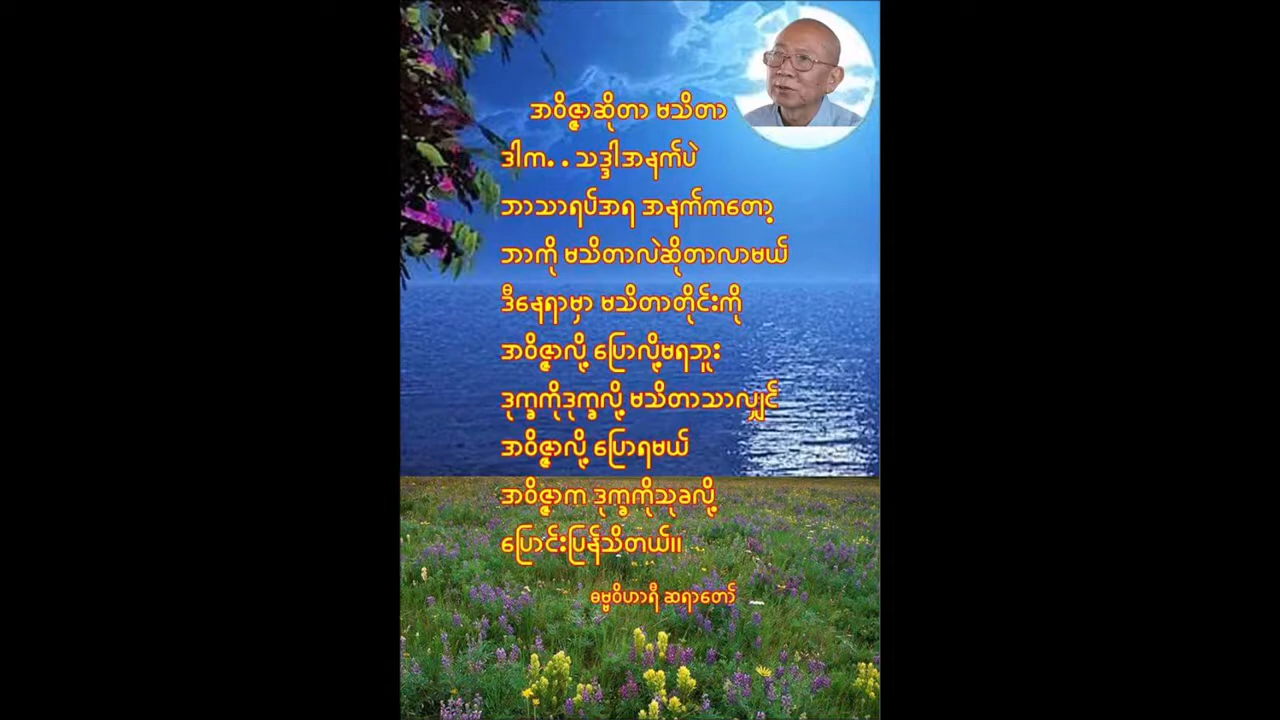 အဝိဇ္ဇာဆိုတာ မသိတာ
ဒါက. . သဒ္ဒါအနက်ပဲ
ဘာသာရပ်အရ အနက်ကတော့
ဘာကို မသိတာလဲဆိုတာလာမယ်
ဒီနေရာမှာ မသိတာတိုင်းကို
အဝိဇ္ဇာလို့ ပြောလို့မရဘူး
ဒုက္ခကိုဒုက္ခလို့ မသိတာသာလျှင်
အဝိဇ္ဇာလို့ ပြောရမယ်
အဝိဇ္ဇာက ဒုက္ခကိုသုခလို့
ပြောင်းပြန်သိတယ်။
ဓမ္မဝိဟာရီ ဆရာတော်